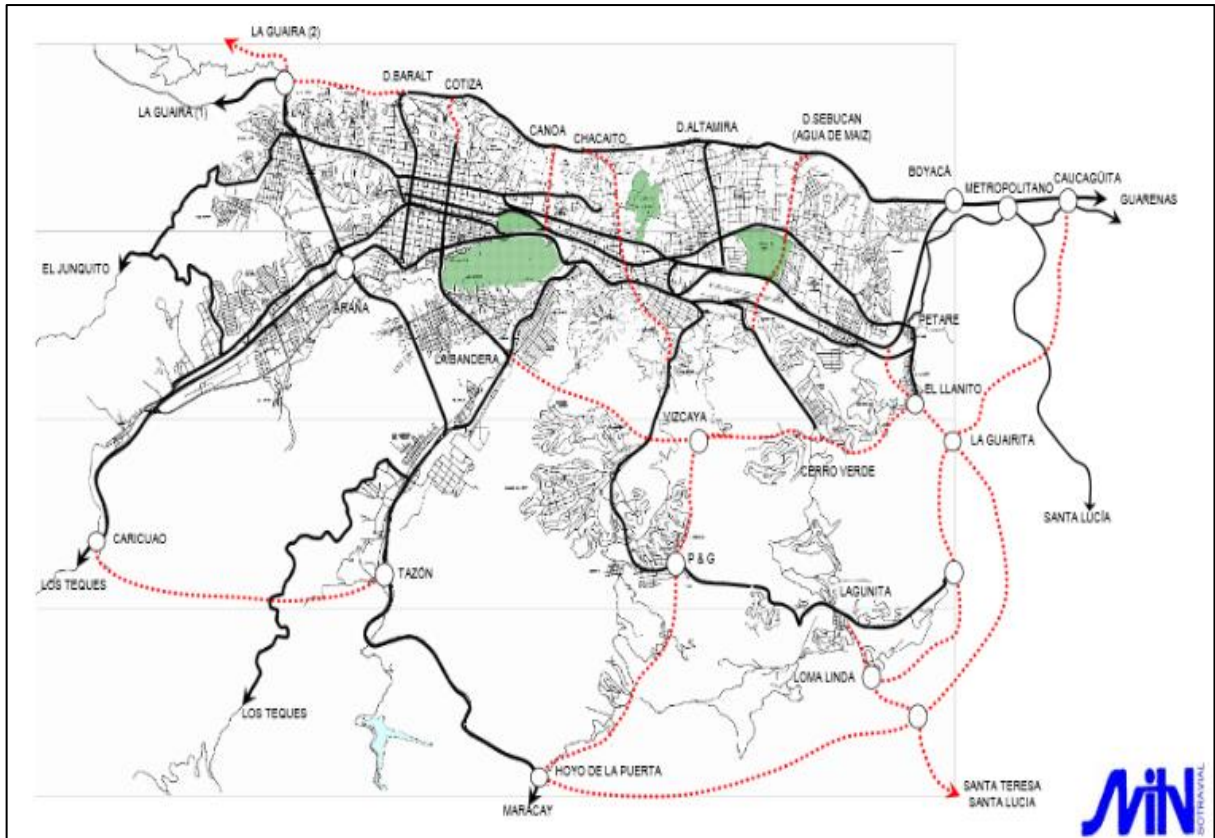 LA GUAIRA (2)
D.BARALT
COTIZA
LA GUAIRA (1)
CANOA
CHACAITO
D.ALTAMIRA
D.SEBUCAN
(AGUA DE MAIZ)
BOYACÁ
METROPOLITANO
CAUCAGÜITA
GUARENAS
EL JUNQUITO
ARAÑA
PETARE
LA BANDERA
EL LLANITO
VIZCAYA
LA GUAIRITA
CERRO VERDE
SANTA LUCÍA
CARICUAO
P & G
LOS TEQUES
TAZÓN
LAGUNITA
LOMA LINDA
LOS TEQUES
HOYO DE LA PUERTA
MARACAY
SANTA TERESA
SANTA LUCIA
MIN
SOTRAVIAL